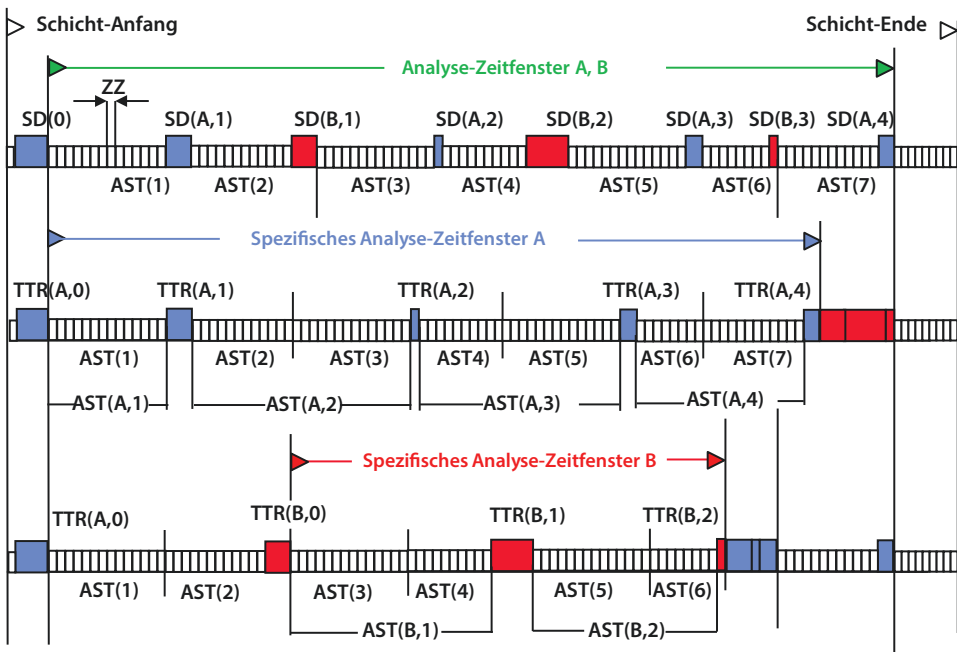 Schicht-Anfang
Schicht-Ende
Analyse-Zeitfenster A, B
ZZ
SD(0)
SD(A,1)
SD(B,1)
SD(A,2)
SD(B,2)
SD(A,3)
SD(B,3)
SD(A,4)
AST(1)
AST(2)
AST(3)
AST(4)
AST(5)
AST(6)
AST(7)
Spezifisches Analyse-Zeitfenster A
TTR(A,0)
TTR(A,1)
TTR(A,2)
TTR(A,3)
TTR(A,4)
AST(1)
AST(2)
AST(3)
AST4)
AST(5)
AST(6)
AST(7)
AST(A,1)
AST(A,2)
AST(A,3)
AST(A,4)
Spezifisches Analyse-Zeitfenster B
TTR(A,0)
TTR(B,0)
TTR(B,1)
TTR(B,2)
AST(1)
AST(2)
AST(3)
AST(4)
AST(5)
AST(6)
AST(B,1)
AST(B,2)